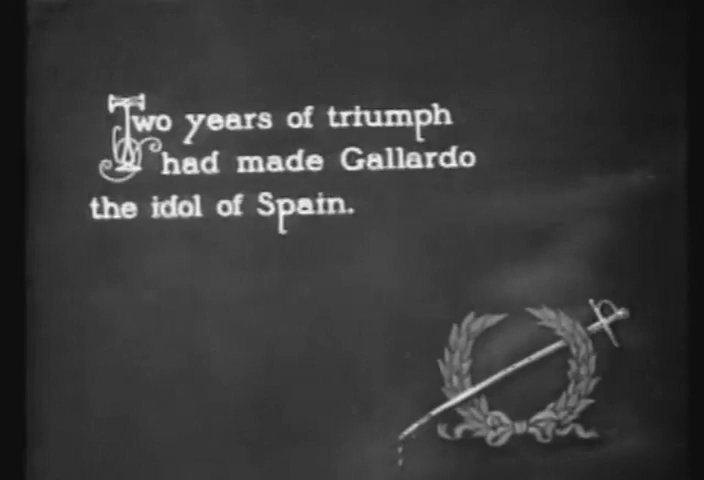 Two years of triumph
had made Gallardo
the idol of Spain.